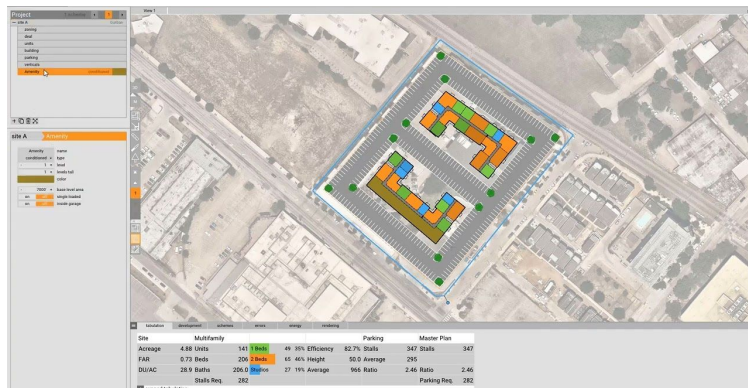 Project
View 1
site A
zoning
deal
units
building
parking
verticals
Amenity conditioned
site A Amenity
Amenity name
conditioned type
1 level
1 levels tall
color
7000 base level area
on off single-loaded
on off inside garage
tabulation development schemes errors energy rendering
Site Multifamily Parking Master Plan
Acreage 4.88 Units 141 1 Beds 49 35% Efficiency 82.7% Stalls 347 Stalls 347
FAR 0.73 Beds 206 2 Beds 65 46% Height 50.0 Average 295
DU/AC 28.9 Baths 206.0 Studios 27 19% Average 966 Ratio 2.46 Ratio 2.46
Stalls Req. 282 Parking Req. 282